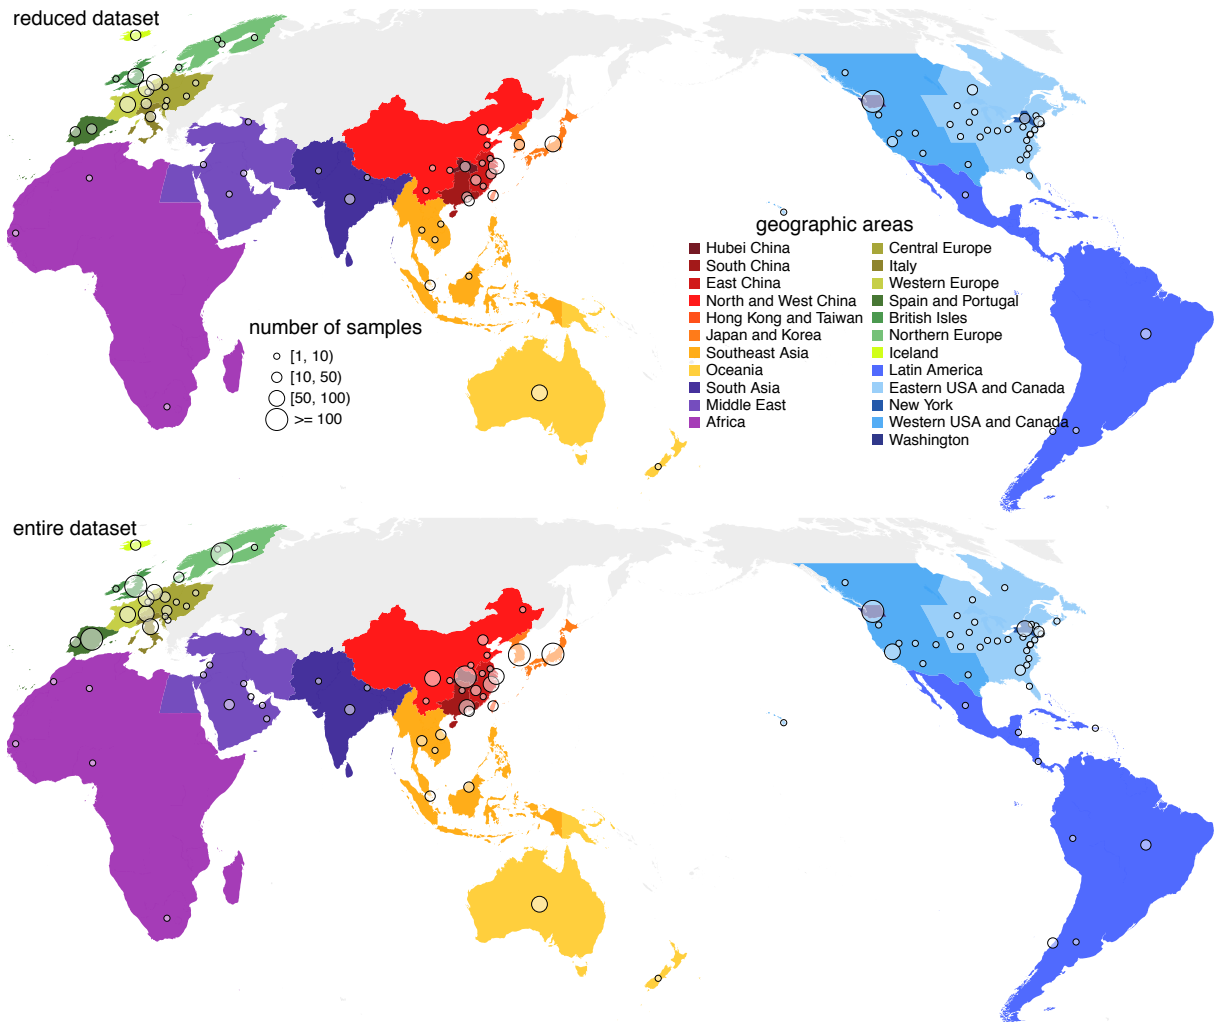 reduced dataset
geographic areas
Hubei China
South China
East China
North and West China
Hong Kong and Taiwan
Japan and Korea
Southeast Asia
Oceania
South Asia
Middle East
Africa
Central Europe
Italy
Western Europe
Spain and Portugal
British Isles
Northern Europe
Iceland
Latin America
Eastern USA and Canada
New York
Western USA and Canada
Washington
number of samples
[1, 10)
[10, 50)
[50, 100)
>= 100
entire dataset